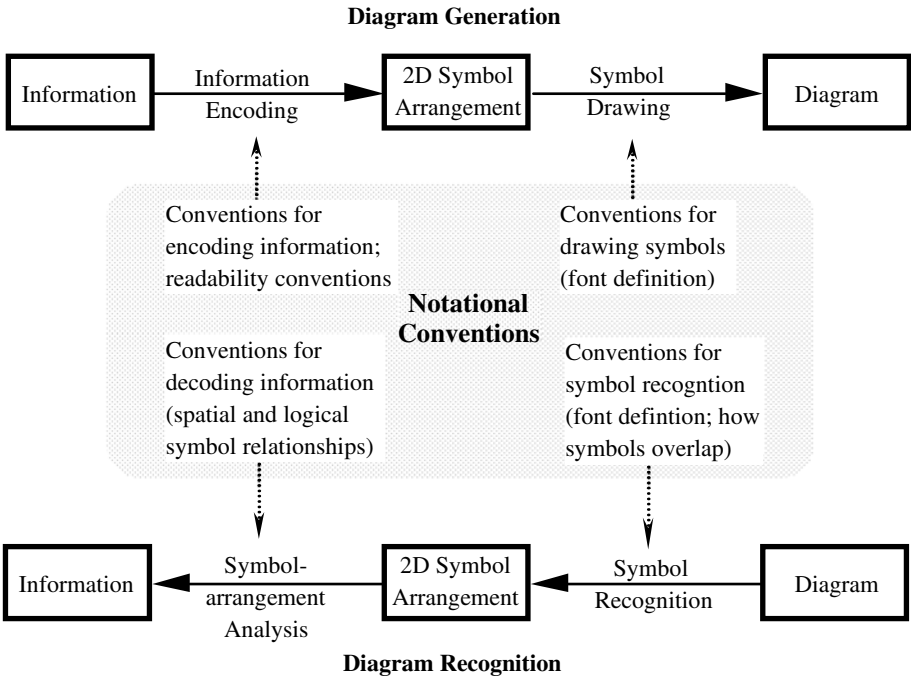 Diagram Generation
Information
Information
Encoding
2D Symbol
Arrangement
Symbol
Drawing
Diagram
Conventions for
encoding information;
readability conventions
Conventions for
drawing symbols
(font definition)
Notational
Conventions
Conventions for
decoding information
(spatial and logical
symbol relationships)
Conventions for
symbol recogntion
(font defintion; how
symbols overlap)
Information
Symbol-
arrangement
Analysis
2D Symbol
Arrangement
Symbol
Recognition
Diagram
Diagram Recognition